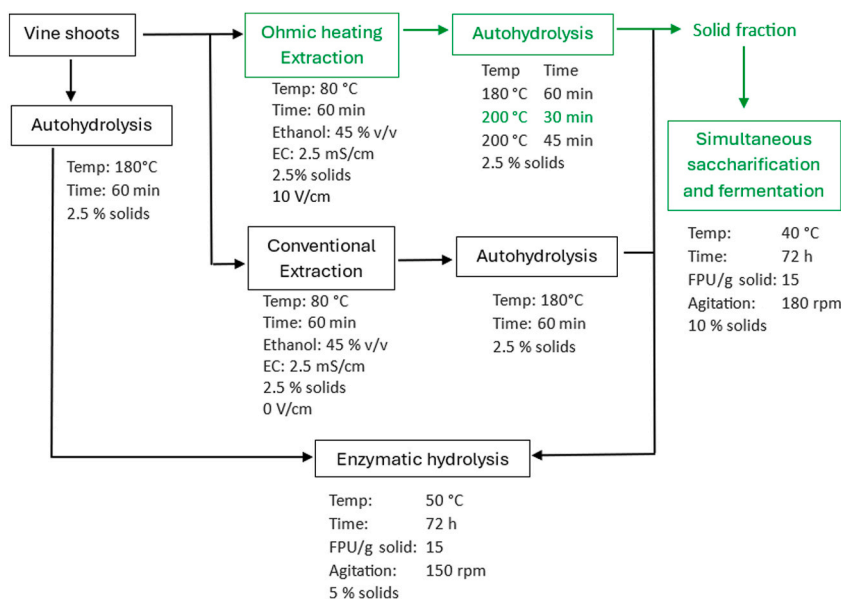 Vine shoots
Ohmic heating
Extraction
Temp: 80 °C
Time: 60 min
Ethanol: 45 % v/v
EC: 2.5 mS/cm
2.5% solids
10 V/cm
Autohydrolysis
Temp Time
180 °C 60 min
200 °C 30 min
200 °C 45 min
2.5 % solids
Solid fraction
Simultaneous
saccharification
and fermentation
Temp: 40 °C
Time: 72 h
FPU/g solid: 15
Agitation: 180 rpm
10 % solids
Autohydrolysis
Temp: 180°C
Time: 60 min
2.5 % solids
Conventional
Extraction
Temp: 80 °C
Time: 60 min
Ethanol: 45 % v/v
EC: 2.5 mS/cm
2.5 % solids
0 V/cm
Autohydrolysis
Temp: 180°C
Time: 60 min
2.5 % solids
Enzymatic hydrolysis
Temp: 50 °C
Time: 72 h
FPU/g solid: 15
Agitation: 150 rpm
5 % solids